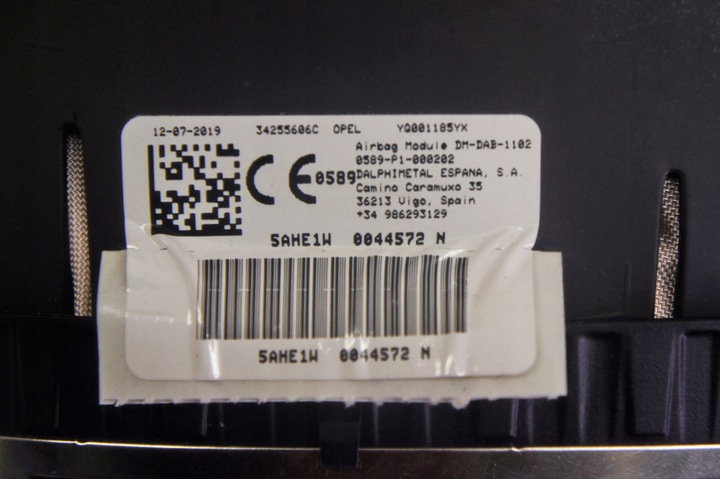 12-07-2019 34255606C OPEL YQ001185YX
Airbag Module DM-DAB-1102
0589-P1-000202
CE 0589 DALPHIMETAL ESPANA, S.A.
Camino Caramuxo 35
36213 Vigo, Spain
+34 986293129
5AHE1W 0044572 N
5AHE1W 0044572 N